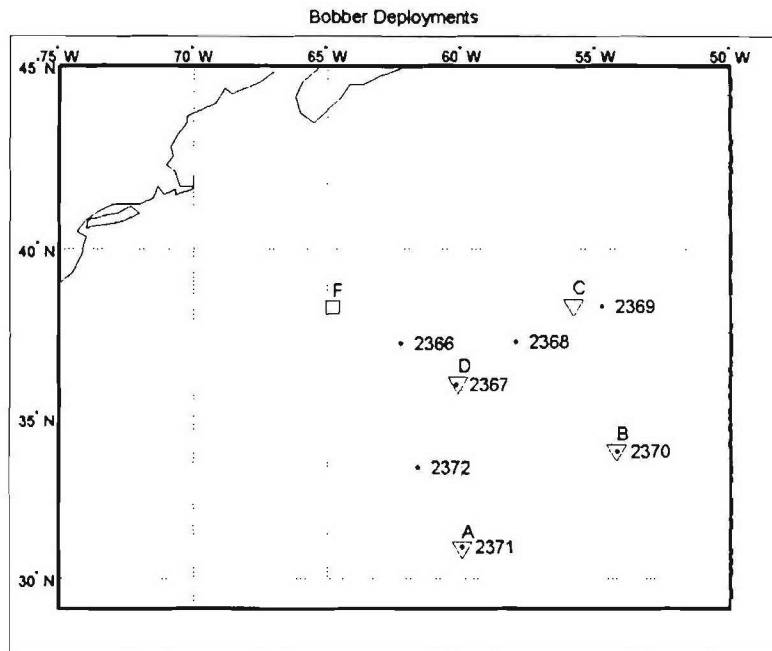 Bobber Deployments
75° W 70° W 65° W 60° W 55° W 50° W
45° N
40° N
F
C
2369
2366
2368
D
2367
35° N
B
2370
2372
A
2371
30° N